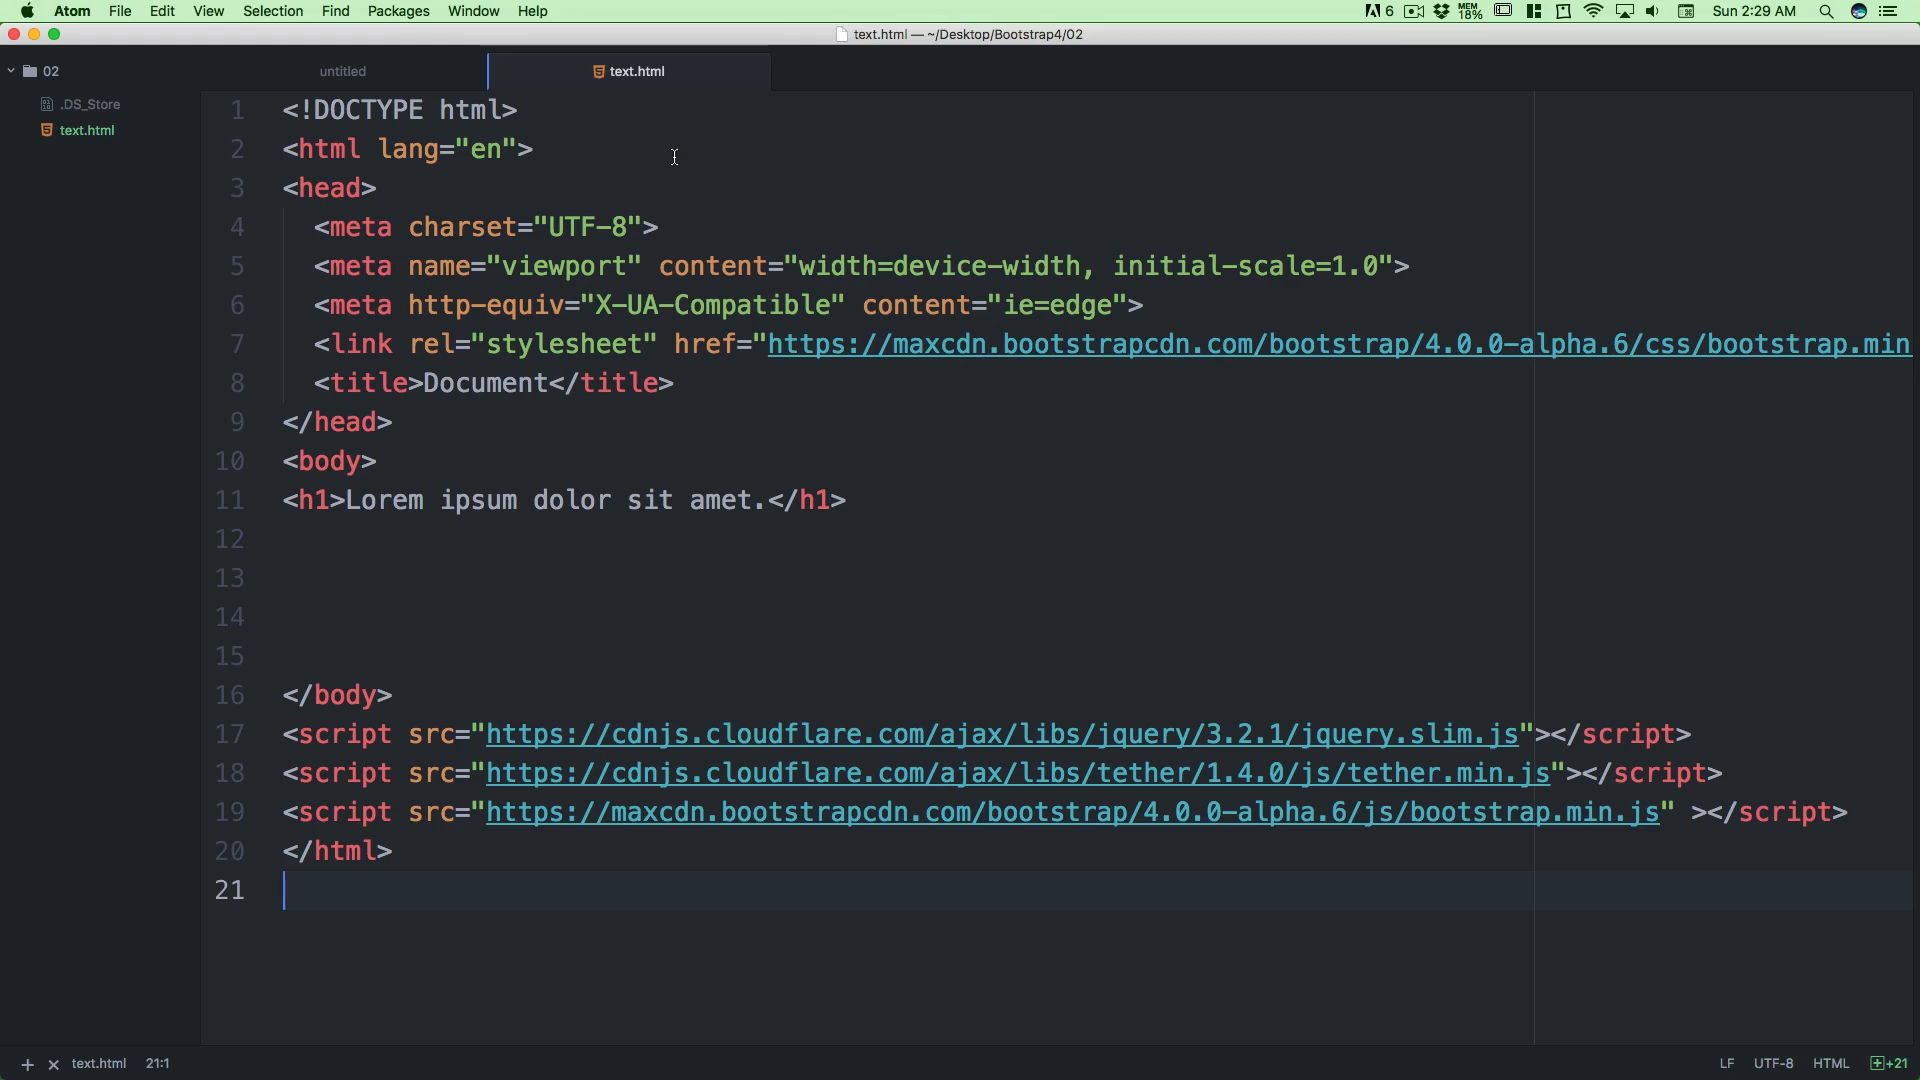 Atom File Edit View Selection Find Packages Window Help 6 MEM 18% Sun 2:29 AM
text.html — ~/Desktop/Bootstrap4/02
02 untitled text.html
.DS_Store
text.html
1 <!DOCTYPE html>
2 <html lang="en">
3 <head>
4 <meta charset="UTF-8">
5 <meta name="viewport" content="width=device-width, initial-scale=1.0">
6 <meta http-equiv="X-UA-Compatible" content="ie=edge">
7 <link rel="stylesheet" href="https://maxcdn.bootstrapcdn.com/bootstrap/4.0.0-alpha.6/css/bootstrap.min
8 <title>Document</title>
9 </head>
10 <body>
11 <h1>Lorem ipsum dolor sit amet.</h1>
12
13
14
15
16 </body>
17 <script src="https://cdnjs.cloudflare.com/ajax/libs/jquery/3.2.1/jquery.slim.js"></script>
18 <script src="https://cdnjs.cloudflare.com/ajax/libs/tether/1.4.0/js/tether.min.js"></script>
19 <script src="https://maxcdn.bootstrapcdn.com/bootstrap/4.0.0-alpha.6/js/bootstrap.min.js" ></script>
20 </html>
21
+ × text.html 21:1 LF UTF-8 HTML +21